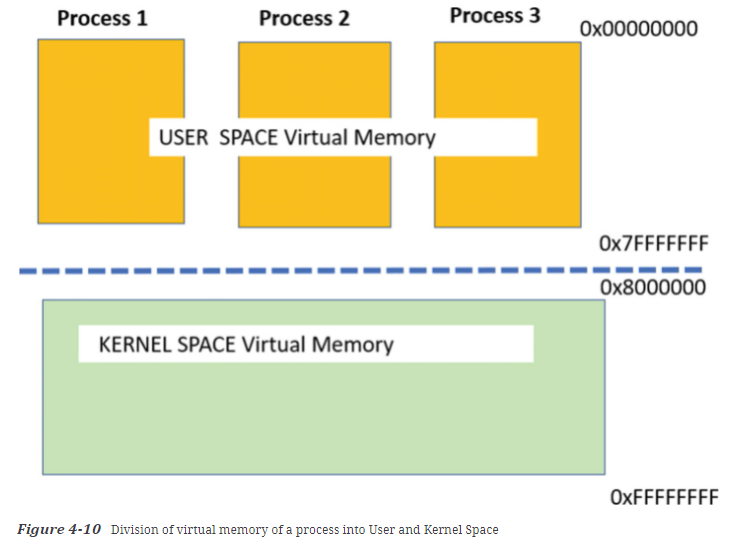 Process 1 Process 2 Process 3
0x00000000
USER SPACE Virtual Memory
0x7FFFFFFF
0x8000000
KERNEL SPACE Virtual Memory
0xFFFFFFFF
Figure 4-10 Division of virtual memory of a process into User and Kernel Space